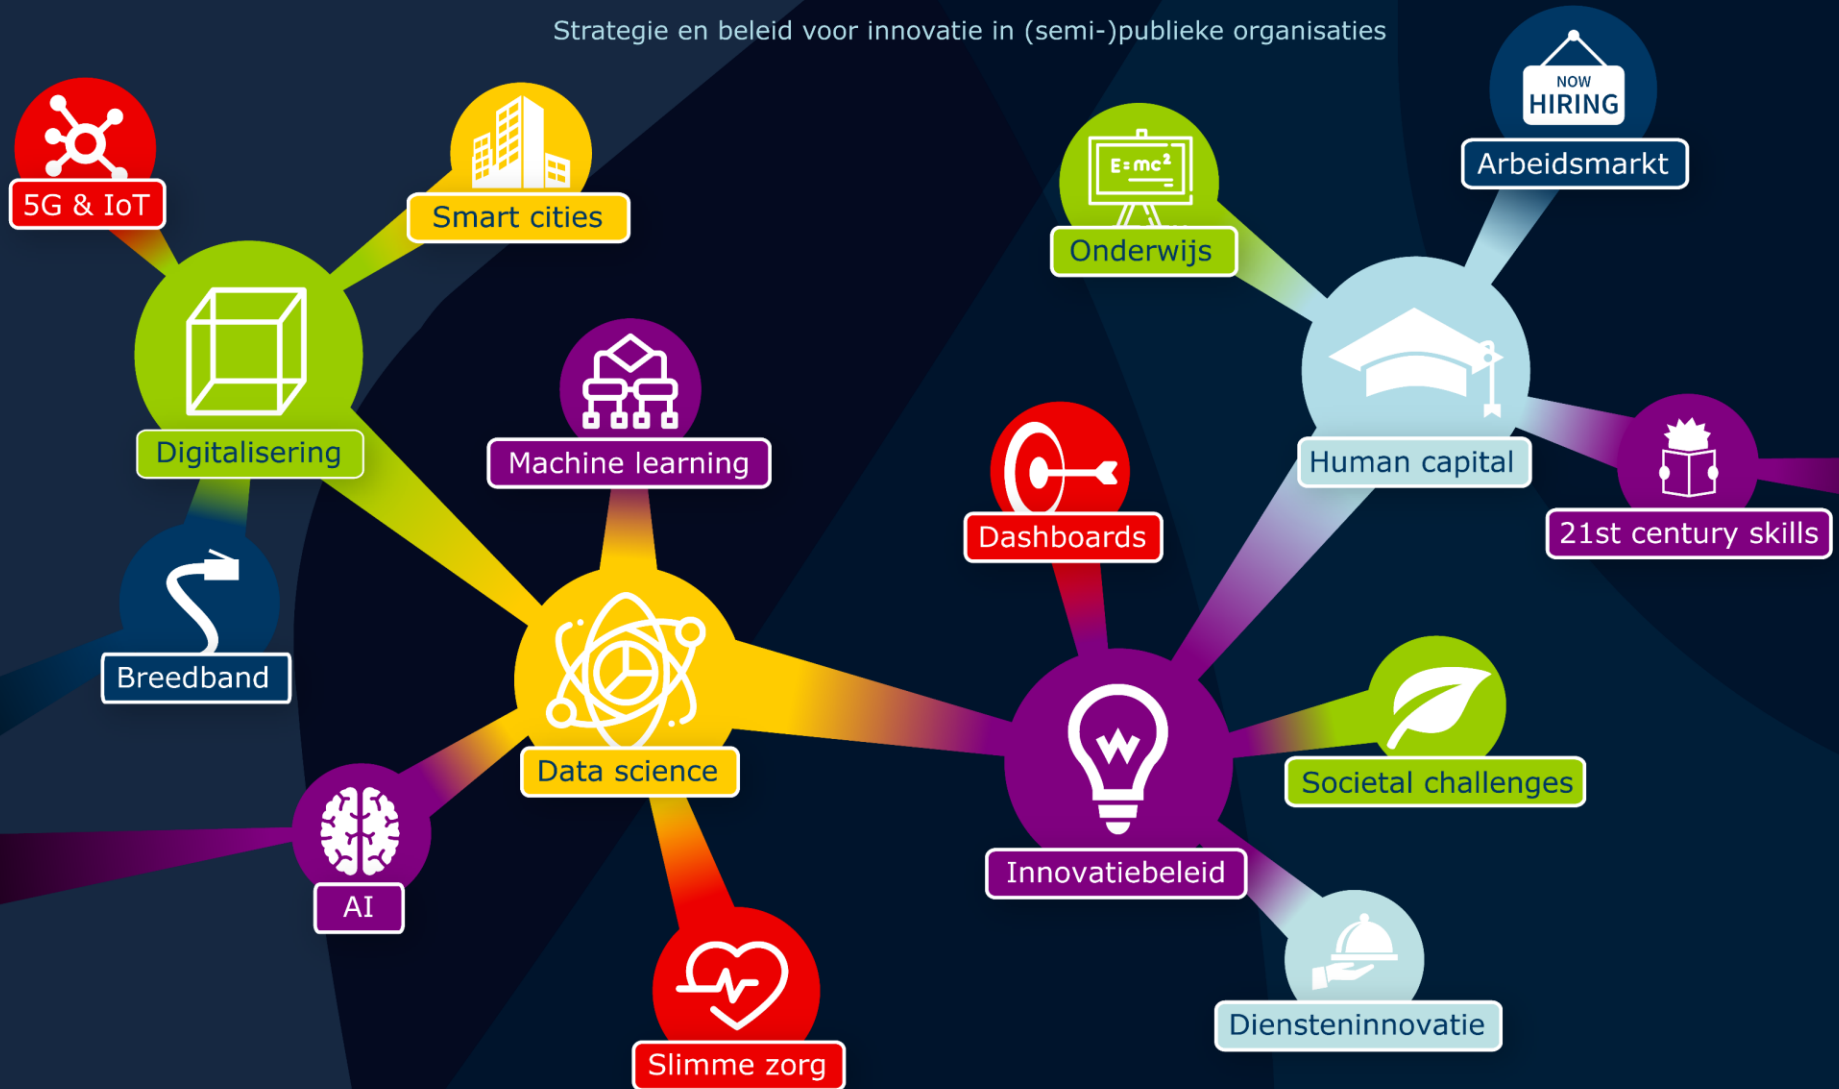 Strategie en beleid voor innovatie in (semi-)publieke organisaties
NOW
HIRING
Arbeidsmarkt
5G & IoT
Smart cities
E=mc²
Onderwijs
Digitalisering
Machine learning
Human capital
Dashboards
21st century skills
Breedband
Data science
Societal challenges
Innovatiebeleid
AI
Diensteninnovatie
Slimme zorg